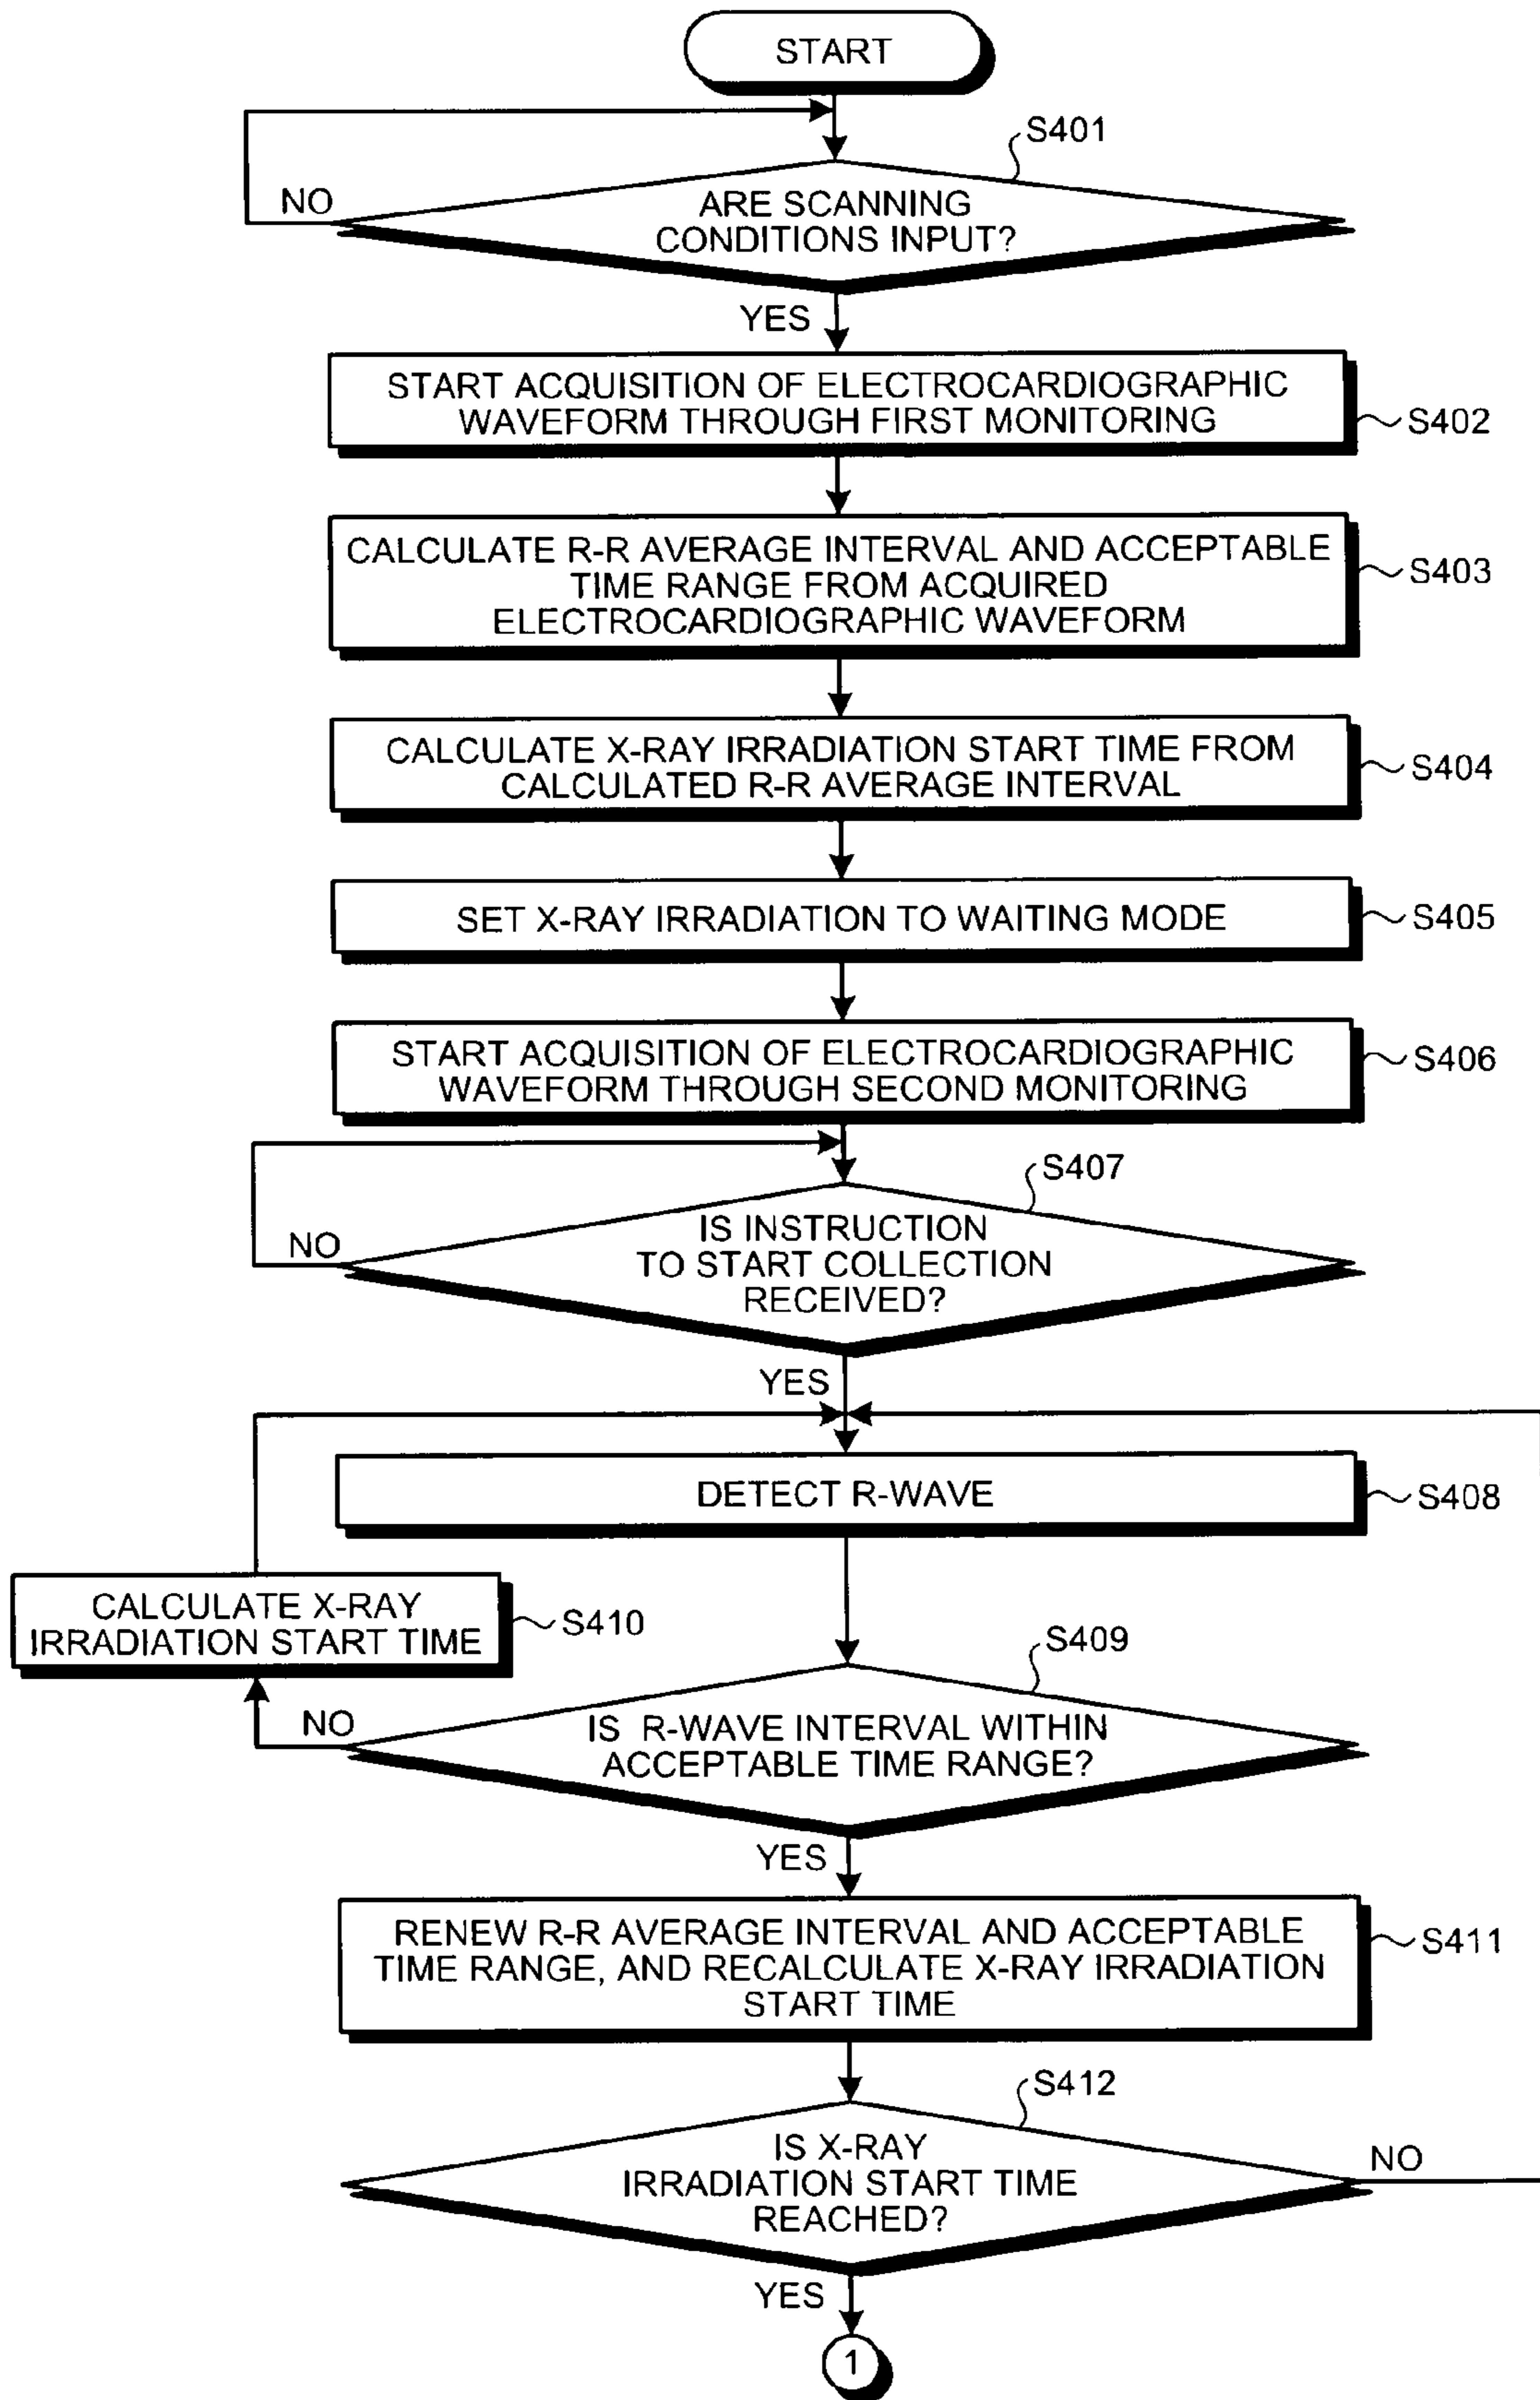 START
S401
NO
ARE SCANNING
CONDITIONS INPUT?
YES
START ACQUISITION OF ELECTROCARDIOGRAPHIC
WAVEFORM THROUGH FIRST MONITORING
S402
CALCULATE R-R AVERAGE INTERVAL AND ACCEPTABLE
TIME RANGE FROM ACQUIRED
ELECTROCARDIOGRAPHIC WAVEFORM
S403
CALCULATE X-RAY IRRADIATION START TIME FROM
CALCULATED R-R AVERAGE INTERVAL
S404
SET X-RAY IRRADIATION TO WAITING MODE
S405
START ACQUISITION OF ELECTROCARDIOGRAPHIC
WAVEFORM THROUGH SECOND MONITORING
S406
S407
NO
IS INSTRUCTION
TO START COLLECTION
RECEIVED?
YES
DETECT R-WAVE
S408
CALCULATE X-RAY
IRRADIATION START TIME
S410
S409
NO
IS R-WAVE INTERVAL WITHIN
ACCEPTABLE TIME RANGE?
YES
RENEW R-R AVERAGE INTERVAL AND ACCEPTABLE
TIME RANGE, AND RECALCULATE X-RAY IRRADIATION
START TIME
S411
S412
IS X-RAY
IRRADIATION START TIME
REACHED?
NO
YES
1